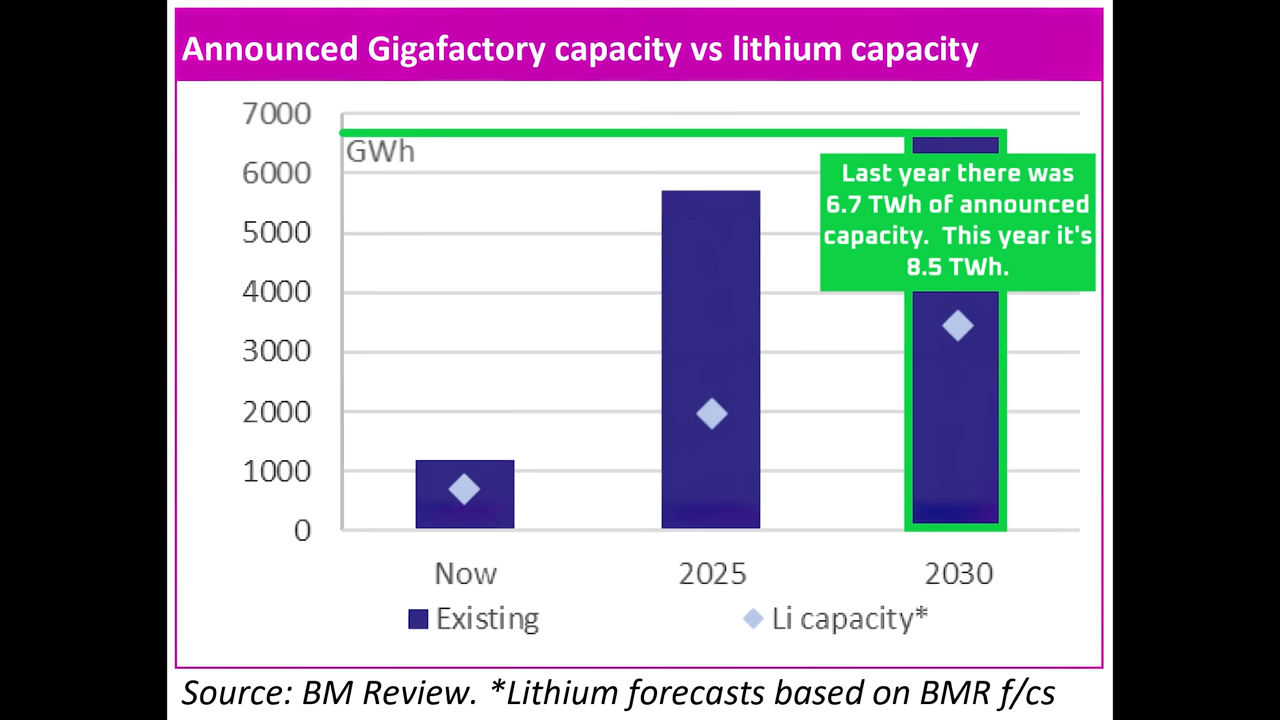 Announced Gigafactory capacity vs lithium capacity
7000
GWh
6000
5000
4000
3000
2000
1000
0
Last year there was
6.7 TWh of announced
capacity.  This year it's
8.5 TWh.
Now
2025
2030
Existing
Li capacity*
Source: BM Review. *Lithium forecasts based on BMR f/cs